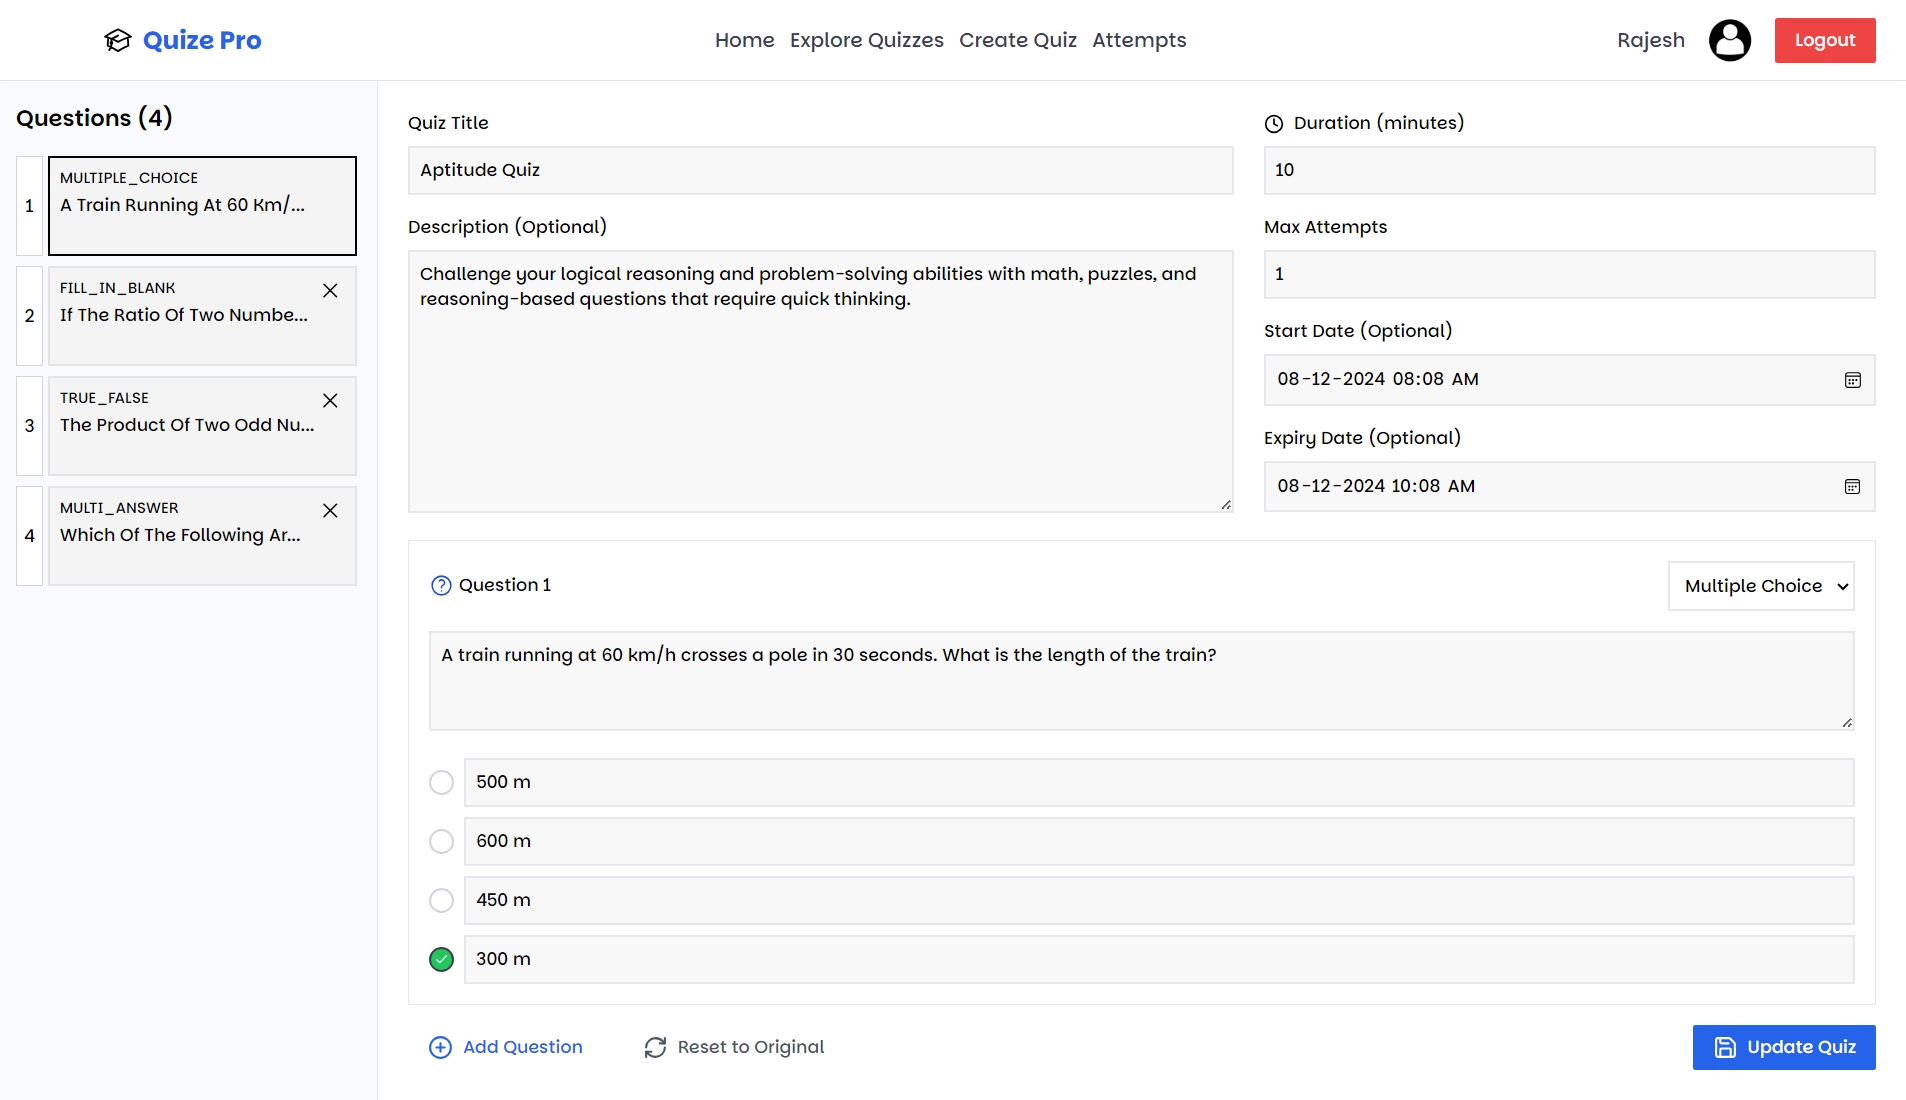 Quize Pro
Home Explore Quizzes Create Quiz Attempts
Rajesh
Logout
Questions (4)
1
MULTIPLE_CHOICE
A Train Running At 60 Km/...
2
FILL_IN_BLANK
If The Ratio Of Two Numbe...
3
TRUE_FALSE
The Product Of Two Odd Nu...
4
MULTI_ANSWER
Which Of The Following Ar...
Quiz Title
Aptitude Quiz
Description (Optional)
Challenge your logical reasoning and problem-solving abilities with math, puzzles, and
reasoning-based questions that require quick thinking.
Duration (minutes)
10
Max Attempts
1
Start Date (Optional)
08-12-2024 08:08 AM
Expiry Date (Optional)
08-12-2024 10:08 AM
Question 1
Multiple Choice
A train running at 60 km/h crosses a pole in 30 seconds. What is the length of the train?
500 m
600 m
450 m
300 m
Add Question
Reset to Original
Update Quiz